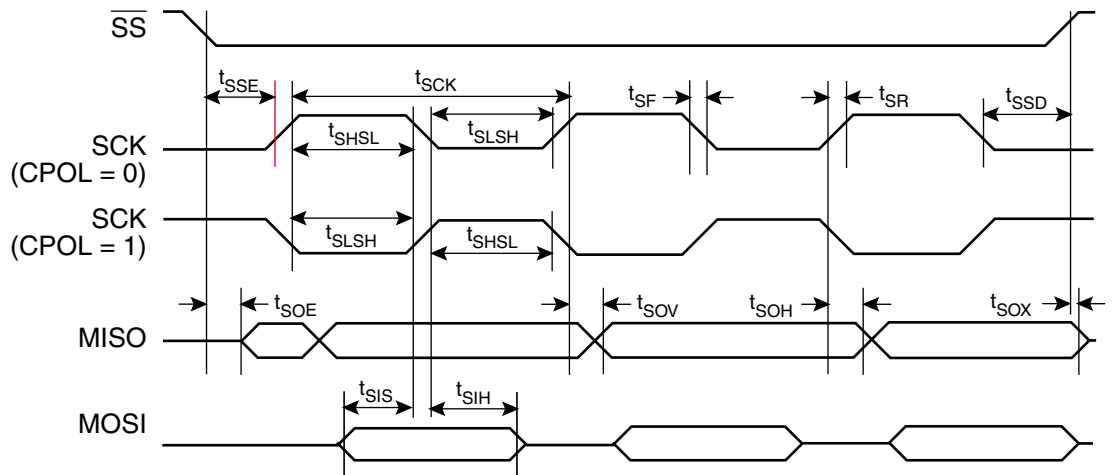 SS
tSSE
tSCK
tSF
tSR
tSSD
SCK
(CPOL = 0)
tSHSL
tSLSH
SCK
(CPOL = 1)
tSLSH
tSHSL
tSOE
tSOV
tSOH
tSOX
MISO
tSIS
tSIH
MOSI